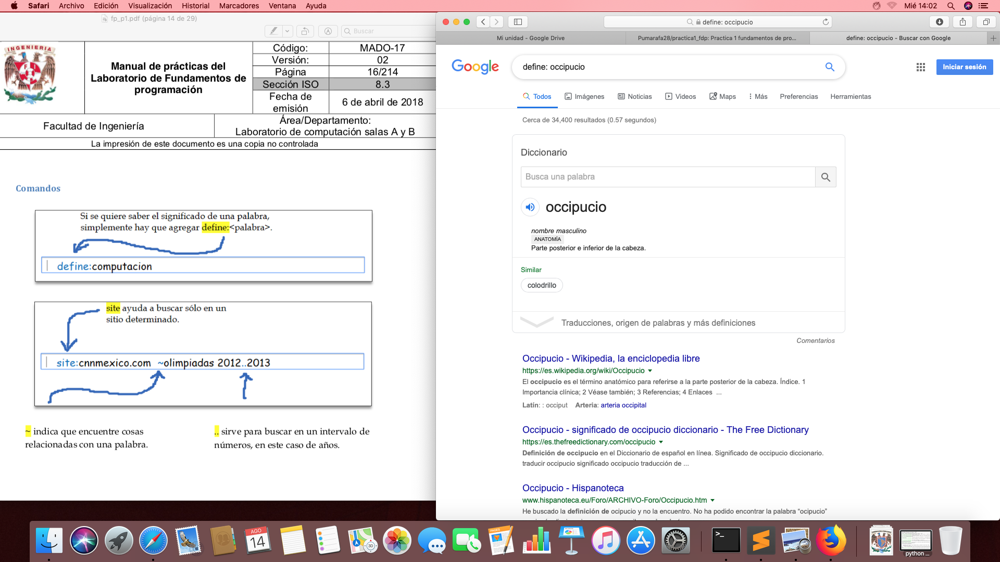 Safari Archivo Edición Visualización Historial Marcadores Ventana Ayuda
Mié 14:02
fp_p1.pdf (página 14 de 29)
Buscar
INGENIERIA
Manual de prácticas del
Laboratorio de Fundamentos de
programación
Código: MADO-17
Versión: 02
Página 16/214
Sección ISO 8.3
Fecha de
emisión
6 de abril de 2018
Facultad de Ingeniería
Área/Departamento:
Laboratorio de computación salas A y B
La impresión de este documento es una copia no controlada
Comandos
Si se quiere saber el significado de una palabra,
simplemente hay que agregar define:<palabra>.
define:computacion
site ayuda a buscar sólo en un
sitio determinado.
site:cnnmexico.com ~olimpiadas 2012..2013
~ indica que encuentre cosas
relacionadas con una palabra.
.. sirve para buscar en un intervalo de
números, en este caso de años.
define: occipucio
Mi unidad - Google Drive
Pumarafa28/practica1_fdp: Practica 1 fundamentos de pro...
define: occipucio - Buscar con Google
Google
define: occipucio
Iniciar sesión
Todos Imágenes Noticias Videos Maps Más Preferencias Herramientas
Cerca de 34,400 resultados (0.57 segundos)
Diccionario
Busca una palabra
occipucio
nombre masculino
ANATOMÍA
Parte posterior e inferior de la cabeza.
Similar
colodrillo
Traducciones, origen de palabras y más definiciones
Comentarios
Occipucio - Wikipedia, la enciclopedia libre
https://es.wikipedia.org/wiki/Occipucio
El occipucio es el término anatómico para referirse a la parte posterior de la cabeza. Índice. 1
Importancia clínica; 2 Véase también; 3 Referencias; 4 Enlaces ...
Latín: : occiput Arteria: arteria occipital
Occipucio - significado de occipucio diccionario - The Free Dictionary
https://es.thefreedictionary.com/occipucio
Definición de occipucio en el Diccionario de español en línea. Significado de occipucio diccionario.
traducir occipucio significado occipucio traducción de ...
Occipucio - Hispanoteca
www.hispanoteca.eu/Foro/ARCHIVO-Foro/Occipucio.htm
He buscado la definición de ocipucio y no la encuentro. No ha podido encontrar la palabra “ocipucio”
AGO
14
3D
PAGES
>_
python ...